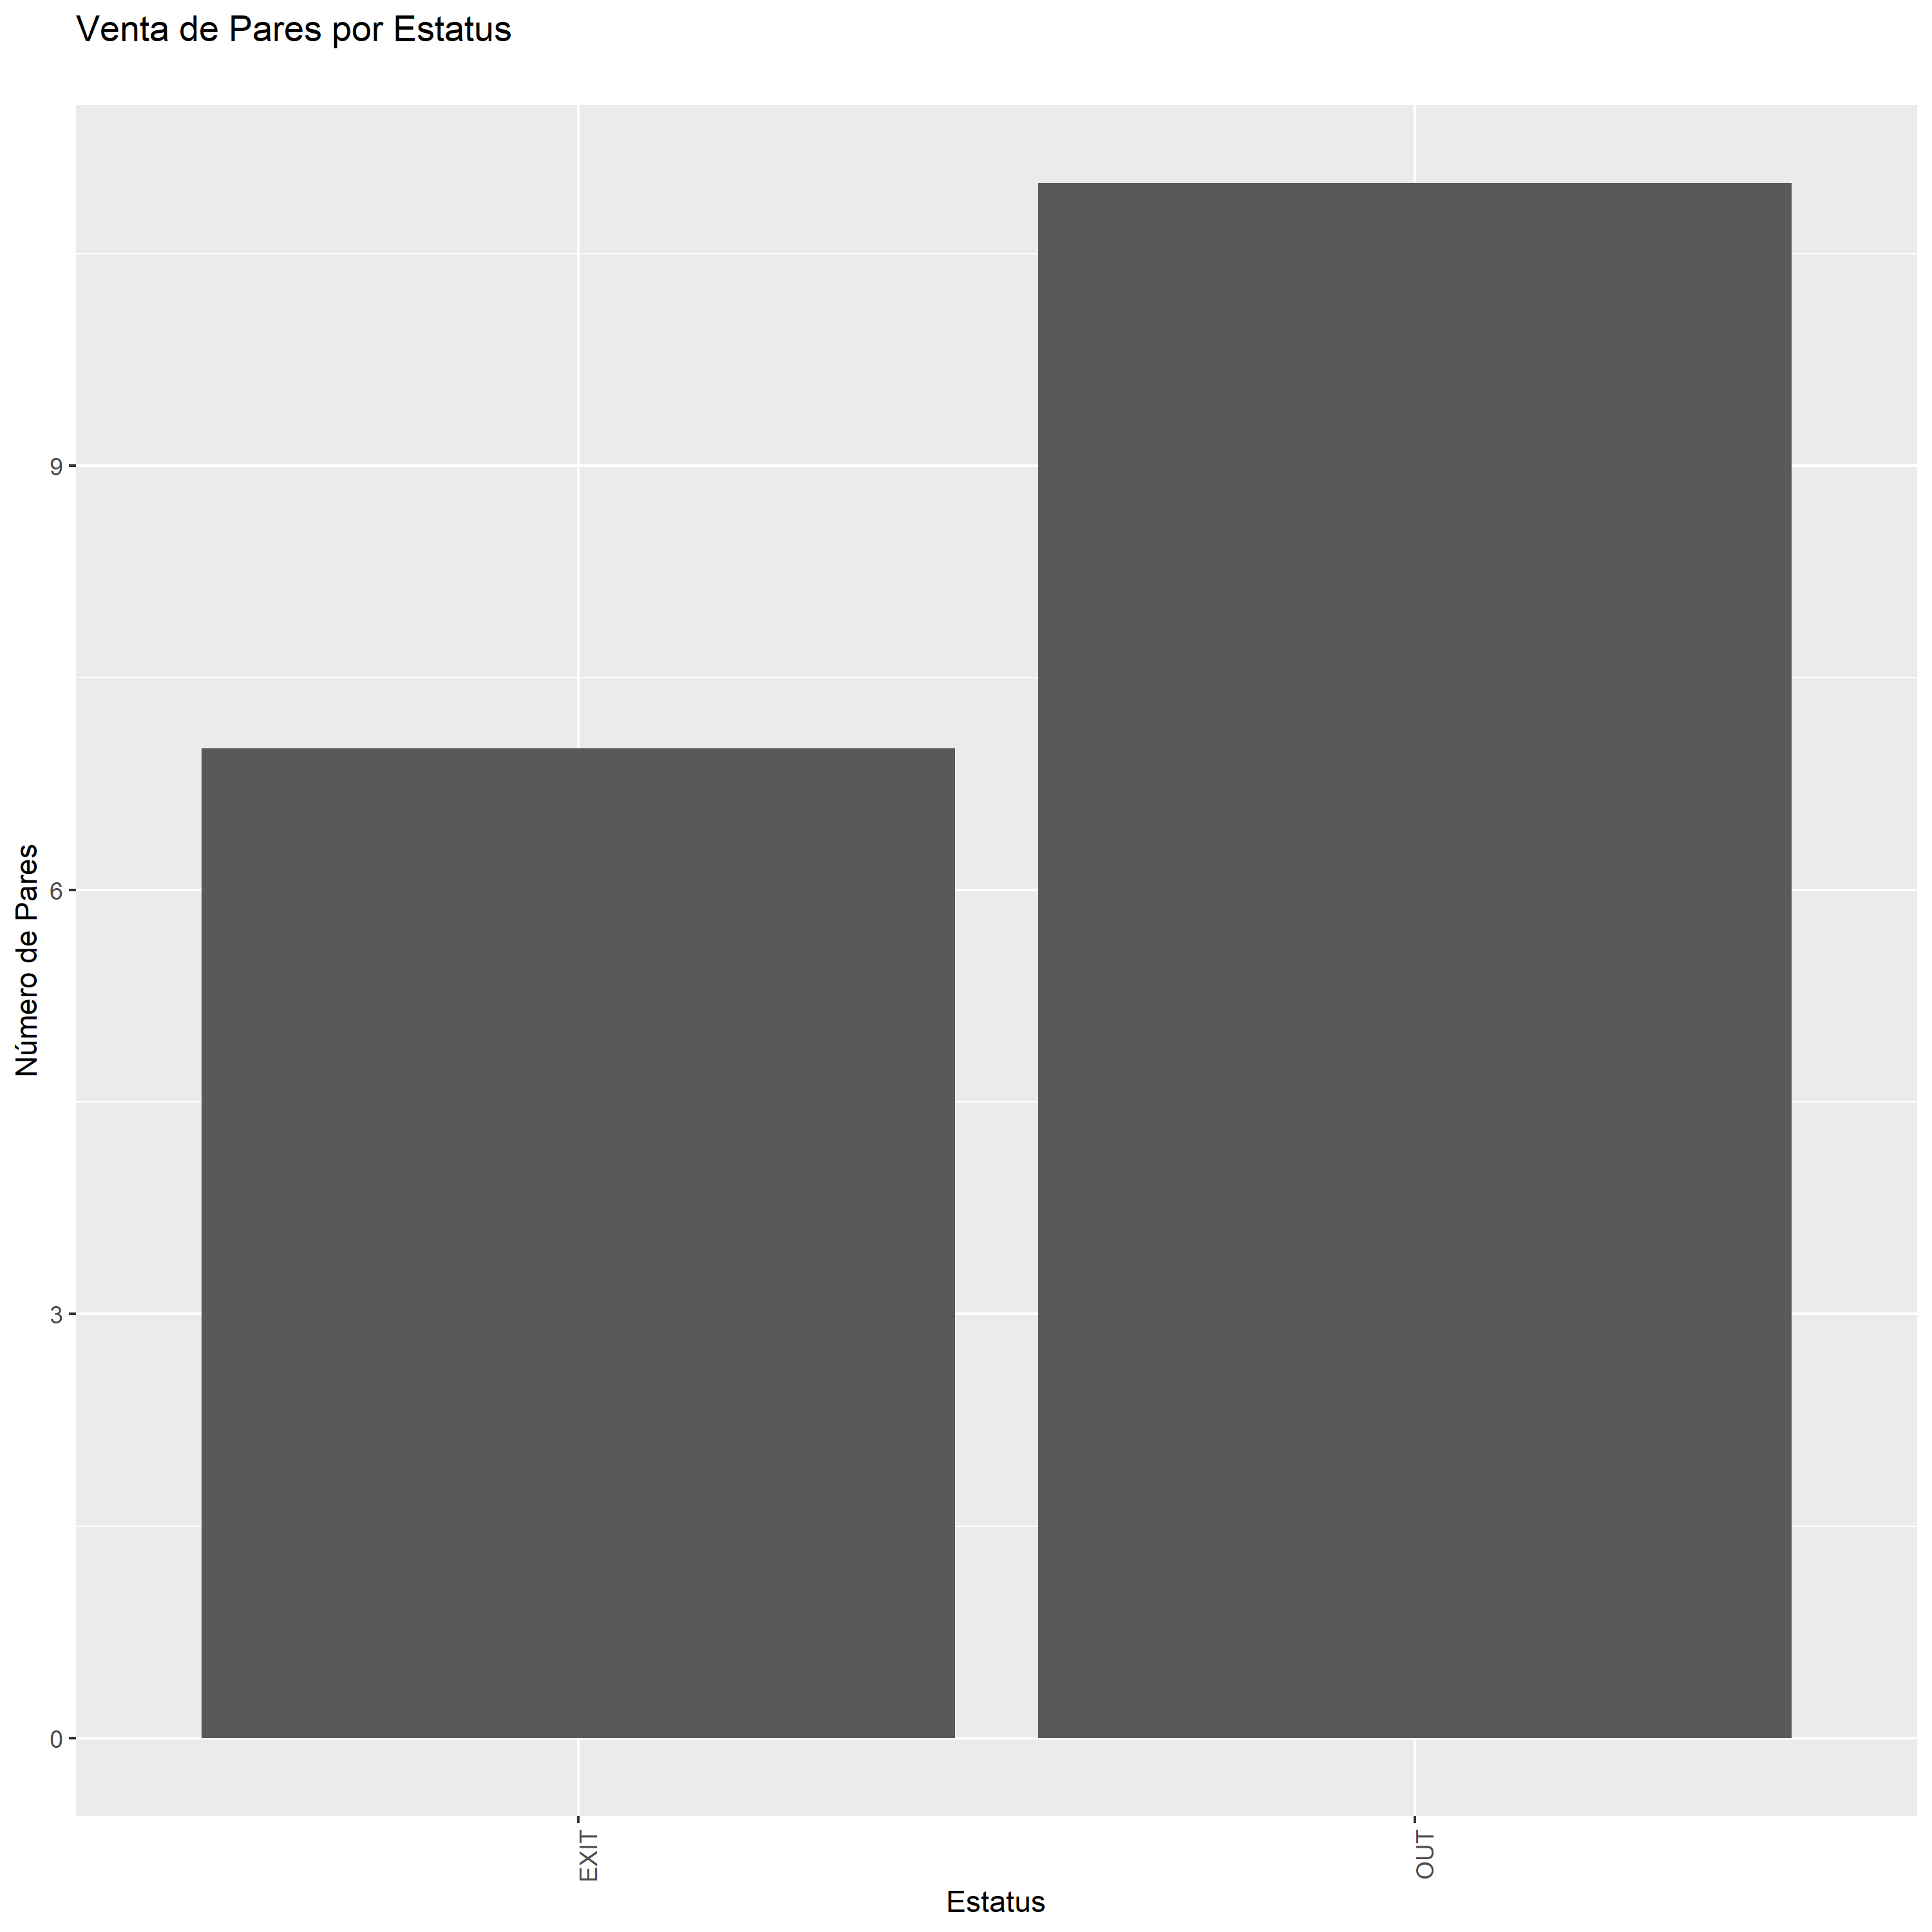 Venta de Pares por Estatus
Número de Pares
9
6
3
0
EXIT
OUT
Estatus